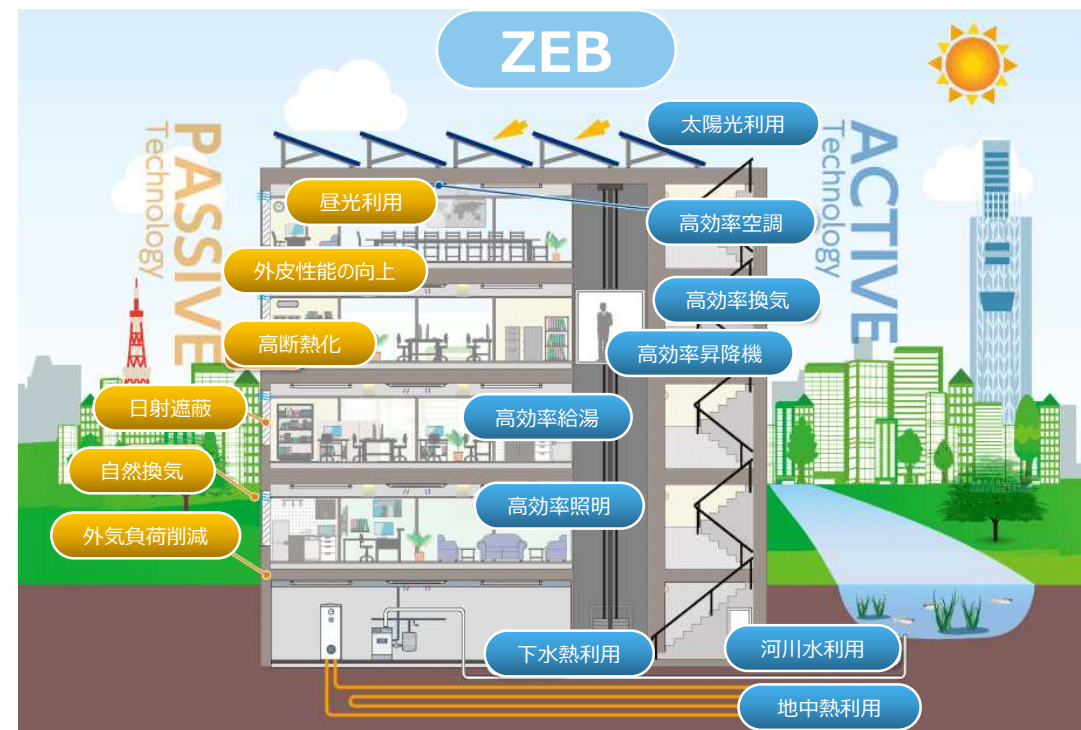 ZEB
PASSIVE
Technology
ACTIVE
Technology
太陽光利用
昼光利用
高効率空調
外皮性能の向上
高効率換気
高断熱化
高効率昇降機
日射遮蔽
高効率給湯
自然換気
高効率照明
外気負荷削減
下水熱利用
河川水利用
地中熱利用